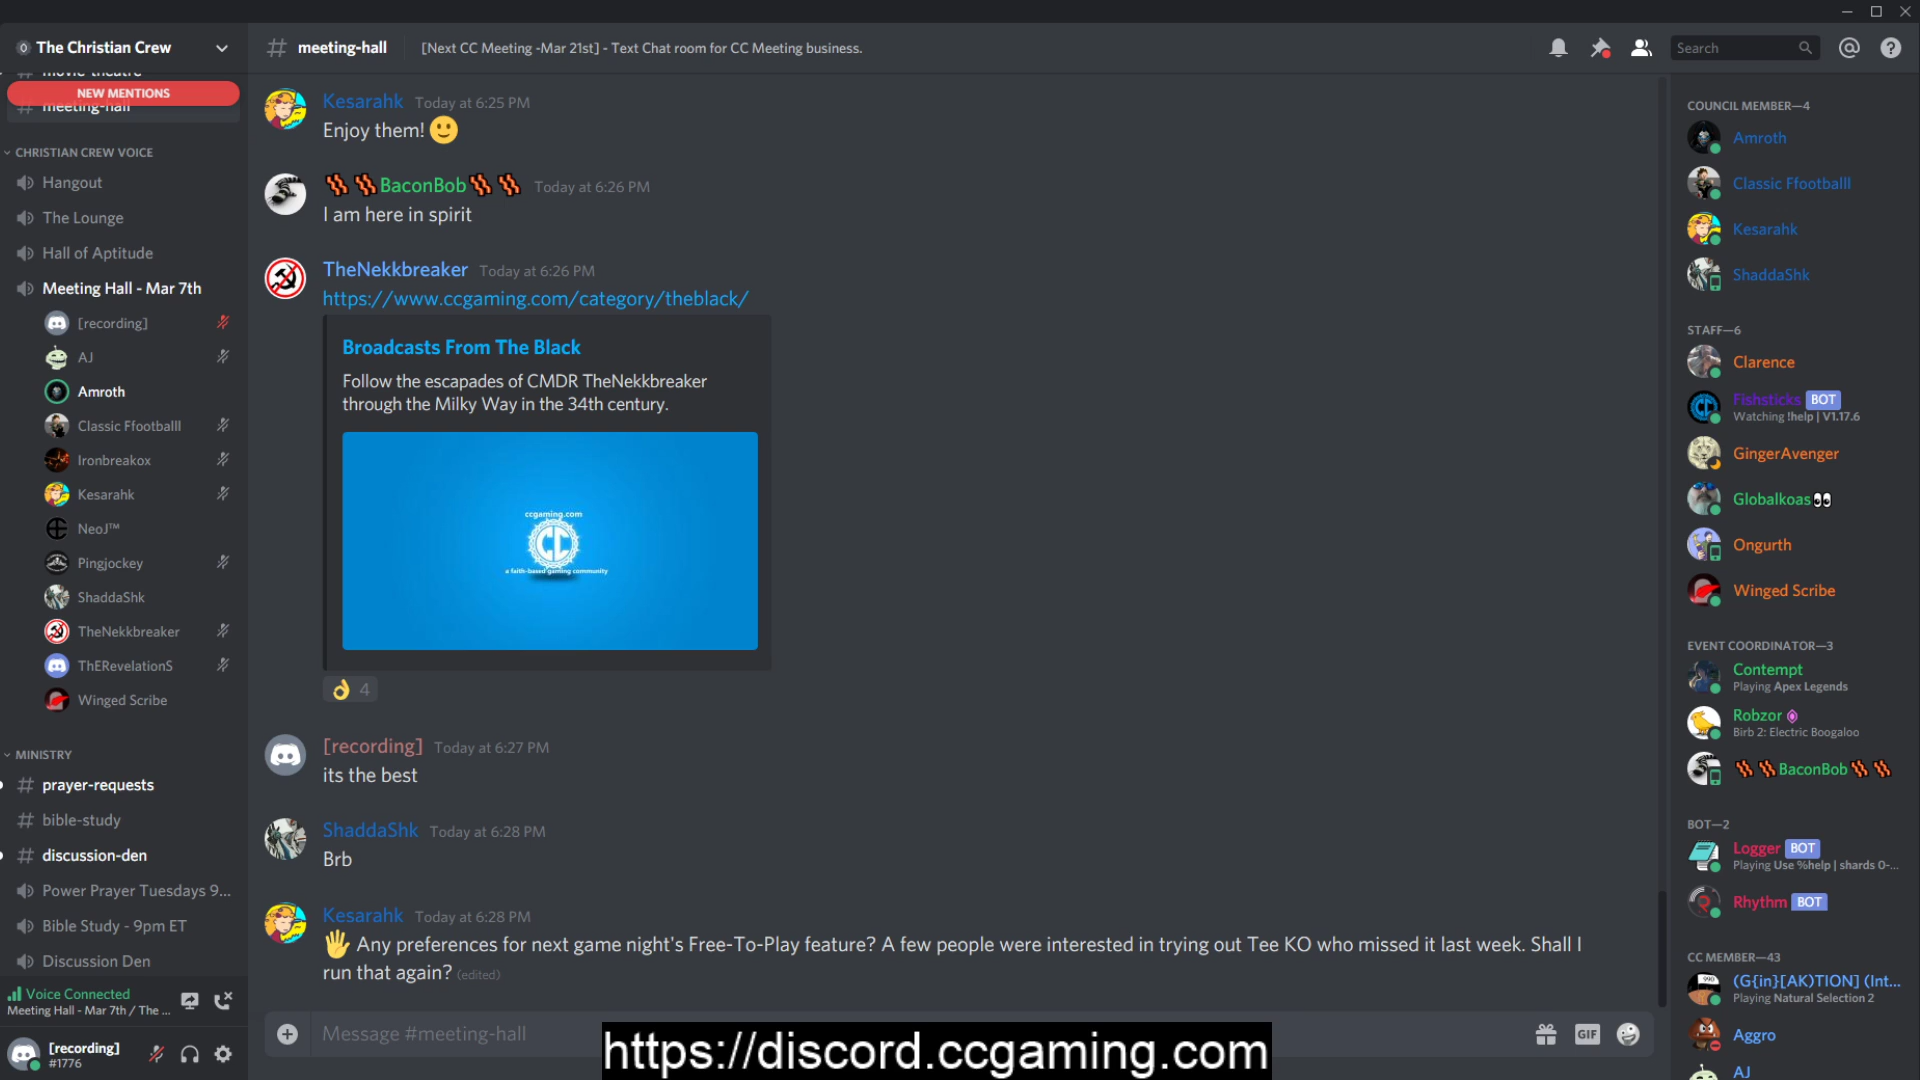 The Christian Crew
NEW MENTIONS
meeting-hall
CHRISTIAN CREW VOICE
Hangout
The Lounge
Hall of Aptitude
Meeting Hall - Mar 7th
[recording]
AJ
Amroth
Classic Ffootballl
Ironbreakox
Kesarahk
NeoJ™
Pingjockey
ShaddaShk
TheNekkbreaker
ThERevelationS
Winged Scribe
MINISTRY
prayer-requests
bible-study
discussion-den
Power Prayer Tuesdays 9...
Bible Study - 9pm ET
Discussion Den
Voice Connected
Meeting Hall - Mar 7th / The ...
[recording]
#1776
# meeting-hall [Next CC Meeting -Mar 21st] - Text Chat room for CC Meeting business.
Search
Kesarahk Today at 6:25 PM
Enjoy them! 🙂
🥓🥓BaconBob🥓🥓 Today at 6:26 PM
I am here in spirit
TheNekkbreaker Today at 6:26 PM
https://www.ccgaming.com/category/theblack/
Broadcasts From The Black
Follow the escapades of CMDR TheNekkbreaker
through the Milky Way in the 34th century.
ccgaming.com
CC
a faith-based gaming community
👌 4
[recording] Today at 6:27 PM
its the best
ShaddaShk Today at 6:28 PM
Brb
Kesarahk Today at 6:28 PM
🖐 Any preferences for next game night's Free-To-Play feature? A few people were interested in trying out Tee KO who missed it last week. Shall I
run that again? (edited)
Message #meeting-hall
GIF
https://discord.ccgaming.com
COUNCIL MEMBER—4
Amroth
Classic Ffootballl
Kesarahk
ShaddaShk
STAFF—6
Clarence
Fishsticks BOT
Watching !help | V1.17.6
GingerAvenger
Globalkoas👀
Ongurth
Winged Scribe
EVENT COORDINATOR—3
Contempt
Playing Apex Legends
Robzor
Birb 2: Electric Boogaloo
🥓🥓BaconBob🥓🥓
BOT—2
Logger BOT
Playing Use %help | shards 0-...
Rhythm BOT
CC MEMBER—43
(G{in}[AK)TION] (Int...
Playing Natural Selection 2
Aggro
AJ